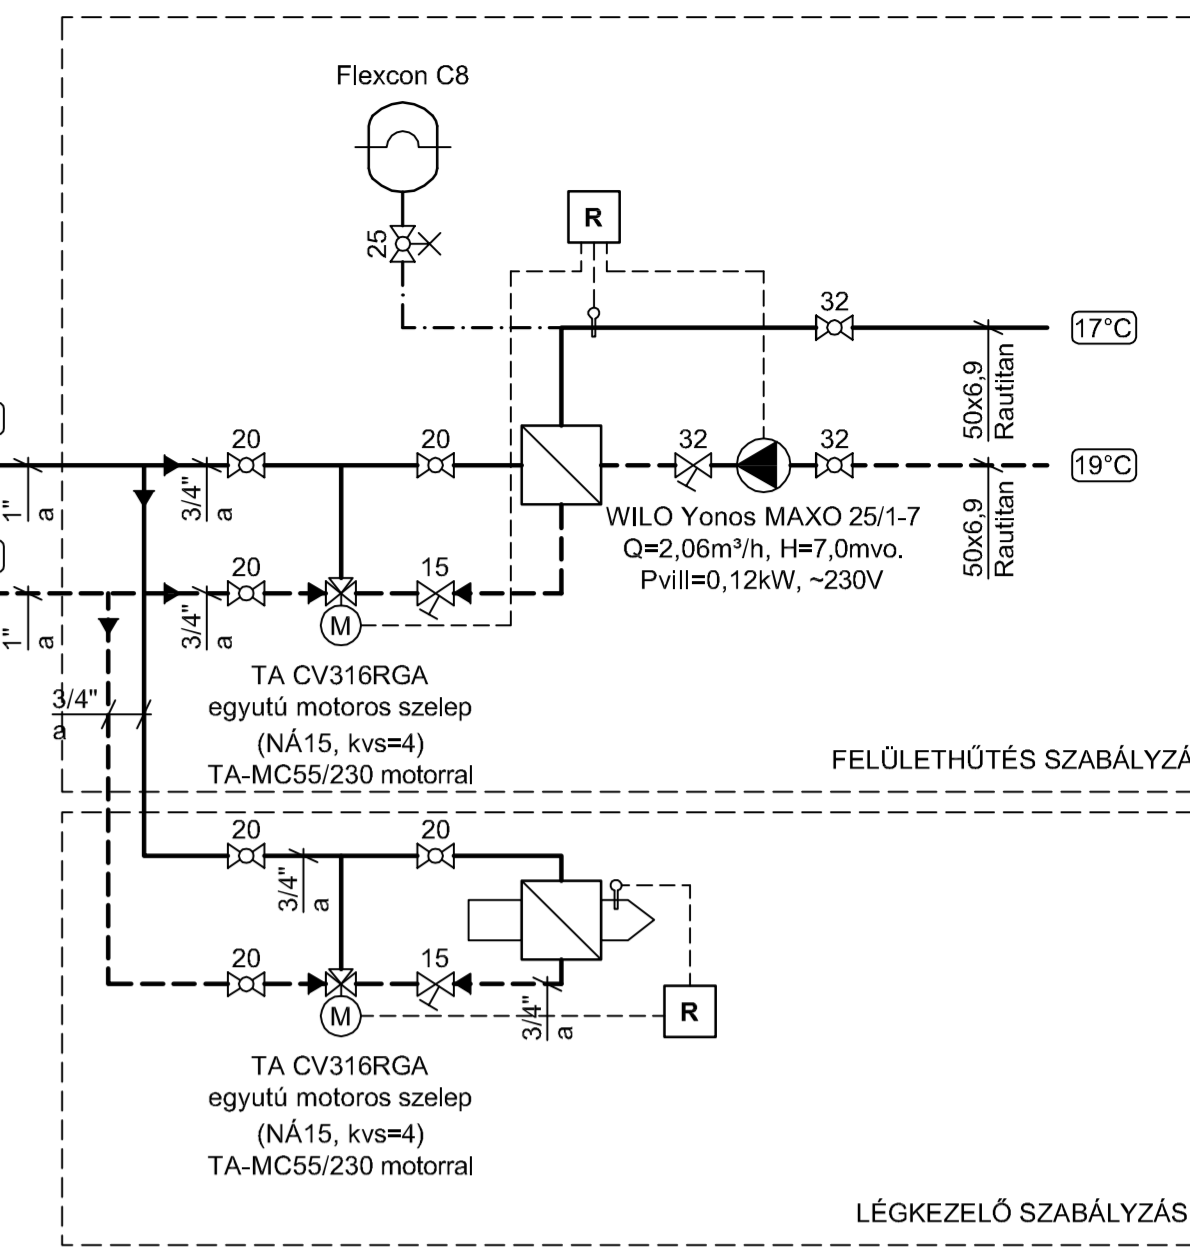 Flexcon C8
R
25
32
17°C
50x6,9
Rautitan
20
20
32
32
19°C
1"
a
3/4"
a
50x6,9
Rautitan
WILO Yonos MAXO 25/1-7
Q=2,06m³/h, H=7,0mvo.
Pvill=0,12kW, ~230V
20
15
1"
a
3/4"
a
M
TA CV316RGA
egyutú motoros szelep
(NÁ15, kvs=4)
TA-MC55/230 motorral
3/4"
a
FELÜLETHŰTÉS SZABÁLYZÁ
20
20
3/4"
a
20
15
3/4"
a
M
R
TA CV316RGA
egyutú motoros szelep
(NÁ15, kvs=4)
TA-MC55/230 motorral
LÉGKEZELŐ SZABÁLYZÁS